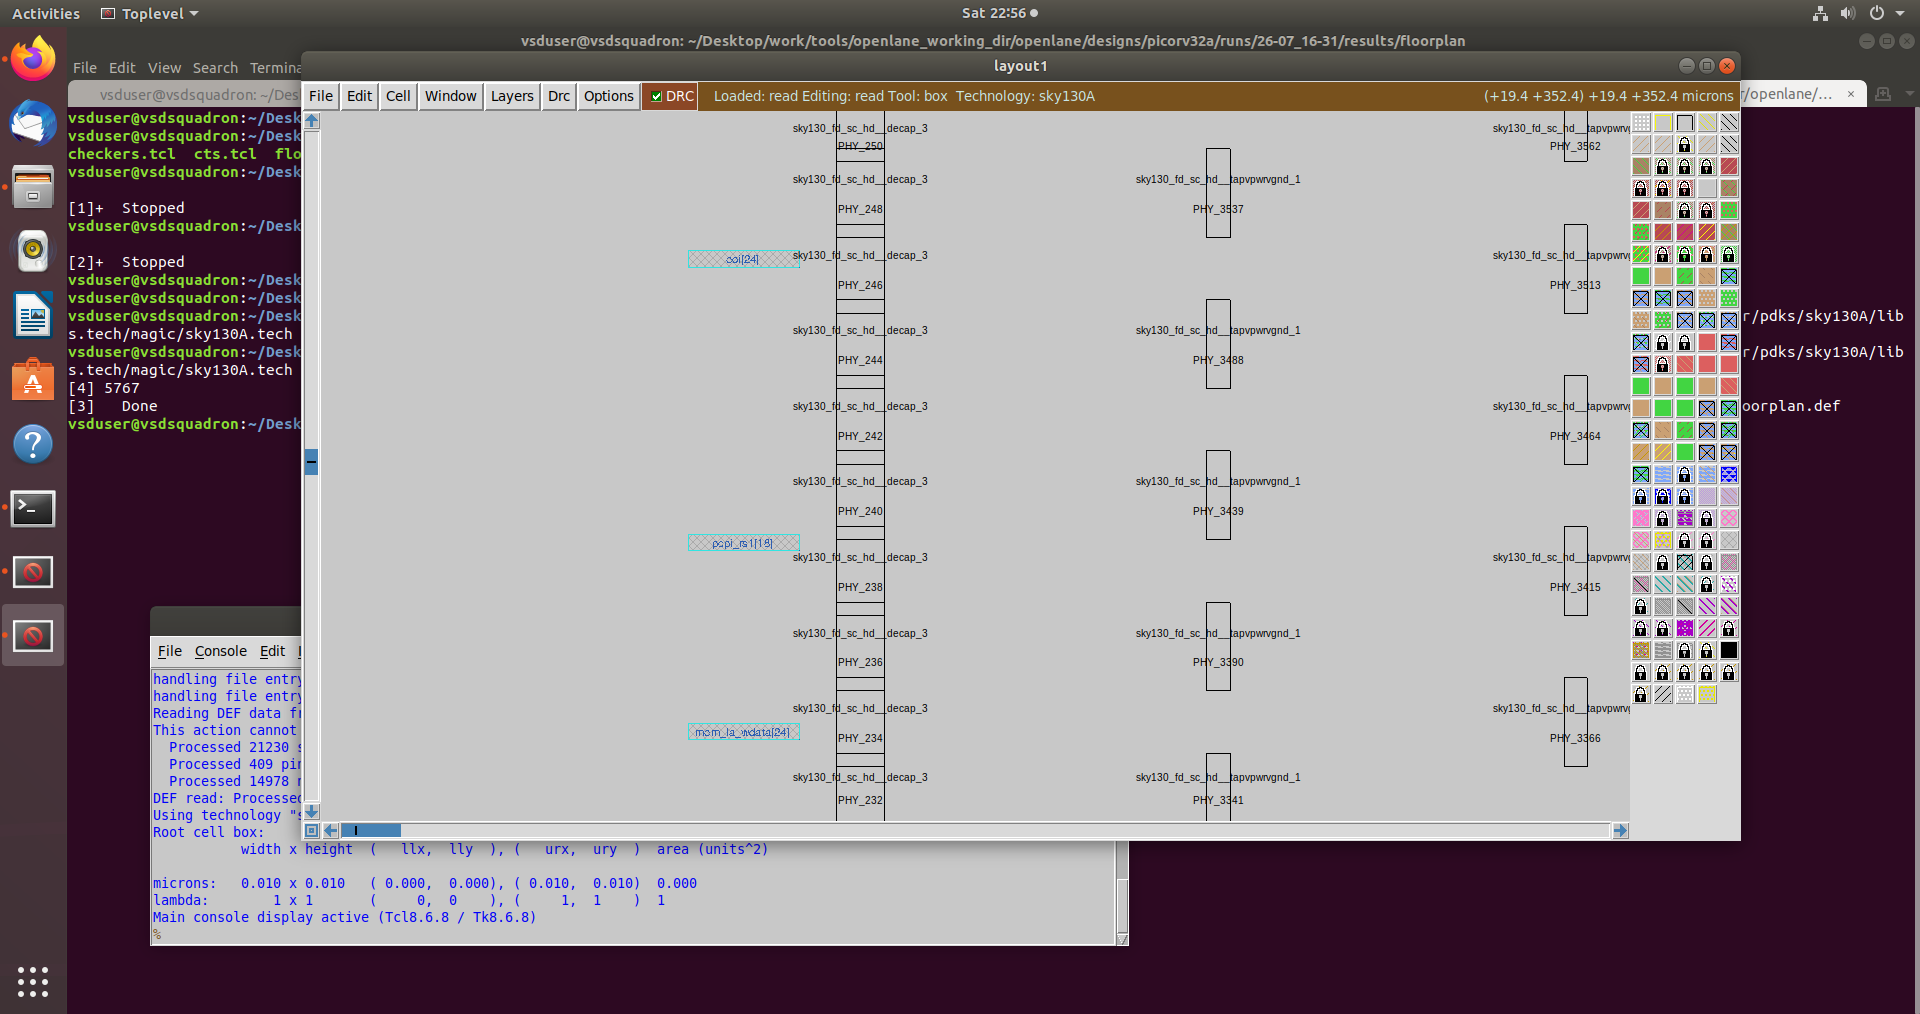 Activities
Toplevel
Sat 22:56
vsduser@vsdsquadron: ~/Desktop/work/tools/openlane_working_dir/openlane/designs/picorv32a/runs/26-07_16-31/results/floorplan
File Edit View Search Termina
vsduser@vsdsquadron: ~/Des
r/openlane/...
vsduser@vsdsquadron:~/Desk
vsduser@vsdsquadron:~/Desk
checkers.tcl cts.tcl flo
vsduser@vsdsquadron:~/Desk
[1]+ Stopped
vsduser@vsdsquadron:~/Desk
[2]+ Stopped
vsduser@vsdsquadron:~/Desk
vsduser@vsdsquadron:~/Desk
vsduser@vsdsquadron:~/Desk r/pdks/sky130A/lib
s.tech/magic/sky130A.tech
vsduser@vsdsquadron:~/Desk r/pdks/sky130A/lib
s.tech/magic/sky130A.tech
[4] 5767
[3] Done oorplan.def
vsduser@vsdsquadron:~/Desk
layout1
File Edit Cell Window Layers Drc Options DRC Loaded: read Editing: read Tool: box Technology: sky130A (+19.4 +352.4) +19.4 +352.4 microns
sky130_fd_sc_hd__decap_3 sky130_fd_sc_hd__tapvpwrvg
PHY_250 PHY_3562
sky130_fd_sc_hd__decap_3 sky130_fd_sc_hd__tapvpwrvgnd_1
PHY_248 PHY_3537
sky130_fd_sc_hd__decap_3 sky130_fd_sc_hd__tapvpwrvg
PHY_246 PHY_3513
sky130_fd_sc_hd__decap_3 sky130_fd_sc_hd__tapvpwrvgnd_1
PHY_244 PHY_3488
sky130_fd_sc_hd__decap_3 sky130_fd_sc_hd__tapvpwrvg
PHY_242 PHY_3464
sky130_fd_sc_hd__decap_3 sky130_fd_sc_hd__tapvpwrvgnd_1
PHY_240 PHY_3439
pcpi_rs1[18]
sky130_fd_sc_hd__decap_3 sky130_fd_sc_hd__tapvpwrvg
PHY_238 PHY_3415
sky130_fd_sc_hd__decap_3 sky130_fd_sc_hd__tapvpwrvgnd_1
PHY_236 PHY_3390
sky130_fd_sc_hd__decap_3 sky130_fd_sc_hd__tapvpwrvg
mem_la_wdata[24]
PHY_234 PHY_3366
sky130_fd_sc_hd__decap_3 sky130_fd_sc_hd__tapvpwrvgnd_1
PHY_232 PHY_3341
File Console Edit
handling file entry
handling file entry
Reading DEF data fr
This action cannot
Processed 21230 s
Processed 409 pin
Processed 14978 n
DEF read: Processed
Using technology "s
Root cell box:
width x height ( llx, lly ), ( urx, ury ) area (units^2)
microns: 0.010 x 0.010 ( 0.000, 0.000), ( 0.010, 0.010) 0.000
lambda: 1 x 1 ( 0, 0 ), ( 1, 1 ) 1
Main console display active (Tcl8.6.8 / Tk8.6.8)
%